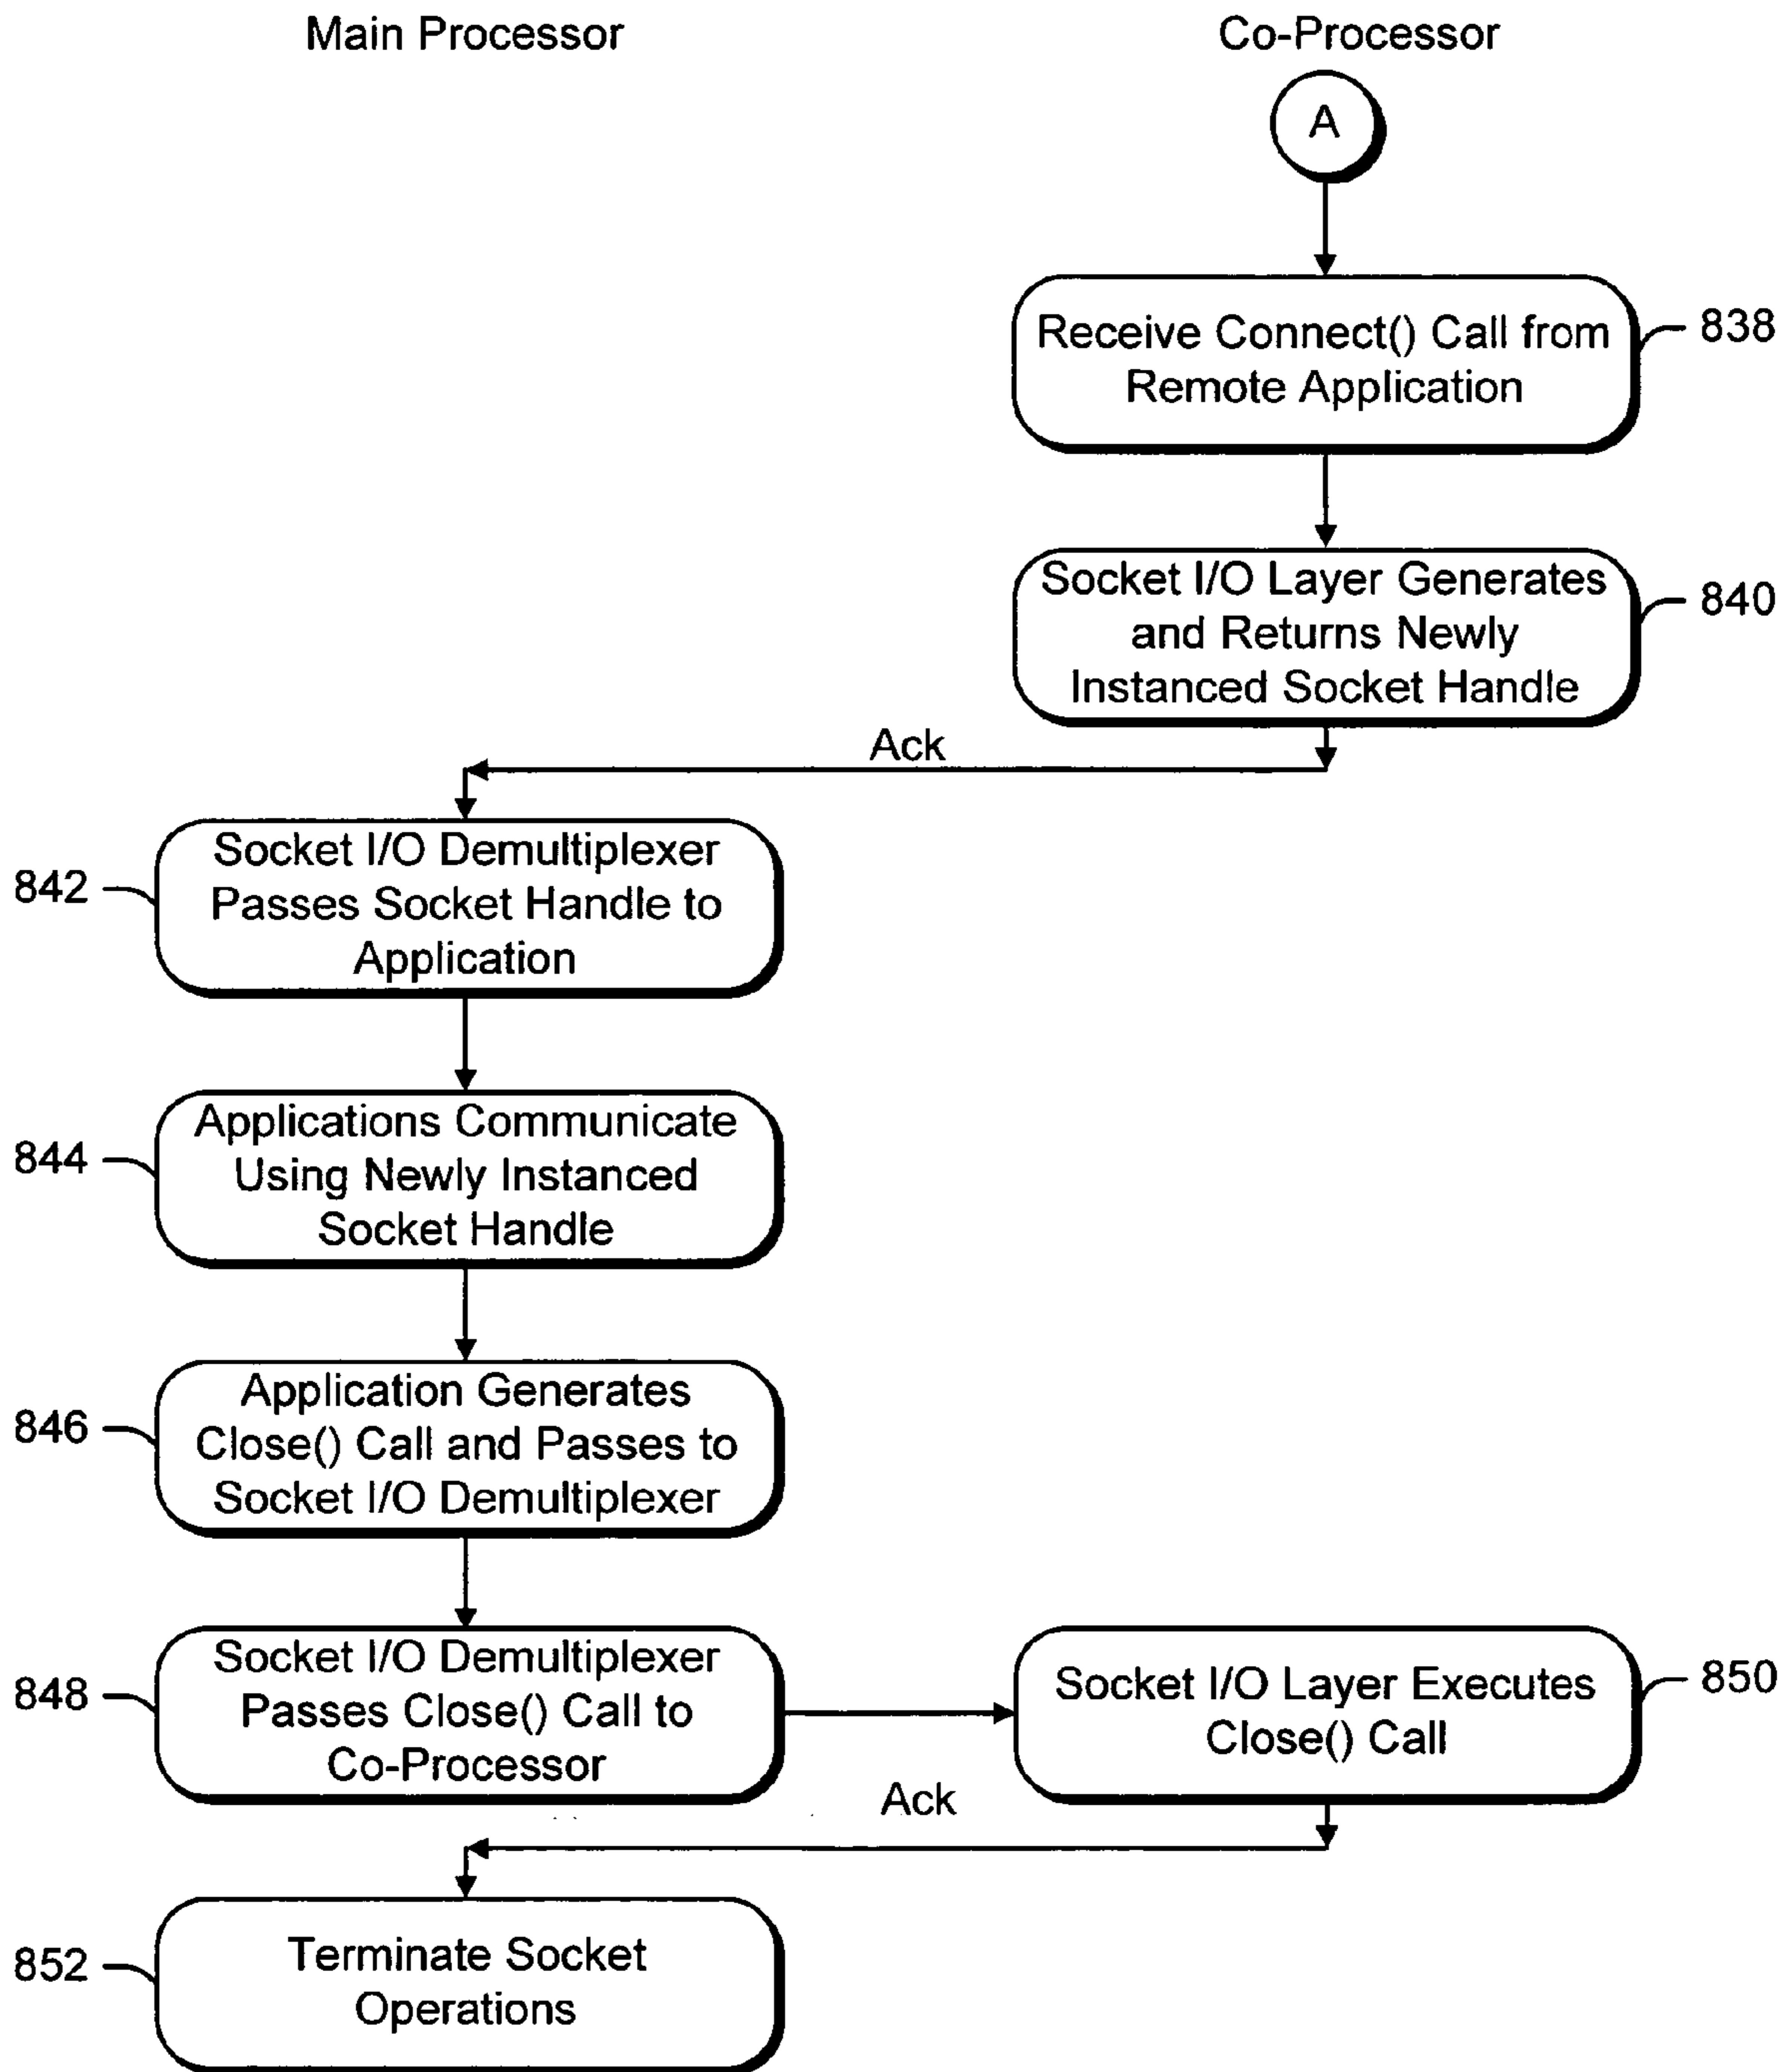 Main Processor
Co-Processor
A
Receive Connect() Call from
Remote Application
838
Socket I/O Layer Generates
and Returns Newly
Instanced Socket Handle
840
Ack
842
Socket I/O Demultiplexer
Passes Socket Handle to
Application
844
Applications Communicate
Using Newly Instanced
Socket Handle
846
Application Generates
Close() Call and Passes to
Socket I/O Demultiplexer
848
Socket I/O Demultiplexer
Passes Close() Call to
Co-Processor
Socket I/O Layer Executes
Close() Call
850
Ack
852
Terminate Socket
Operations